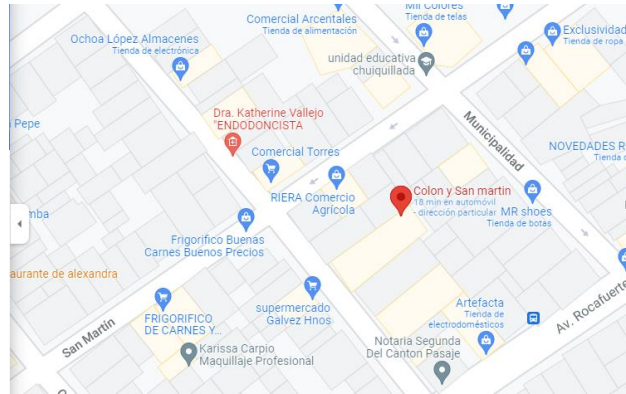 Mil Colores
Tienda de telas
Comercial Arcentales
Tienda de alimentación
Exclusividad
Tienda de ropa
Ochoa López Almacenes
Tienda de electrónica
unidad educativa
chuiquillada
Dra. Katherine Vallejo
"ENDODONCISTA
Pepe
Municipalidad
Comercial Torres
NOVEDADES R
Tienda
RIERA Comercio
Agrícola
Colon y San martin
18 min en automóvil
- dirección particular
MR shoes
Tienda de botas
mba
Frigorifico Buenas
Carnes Buenos Precios
aurante de alexandra
FRIGORIFICO
DE CARNES Y...
supermercado
Galvez Hnos
Artefacta
Tienda de
electrodomésticos
Av. Rocafuerte
San Martín
Karissa Carpio
Maquillaje Profesional
Notaria Segunda
Del Canton Pasaje